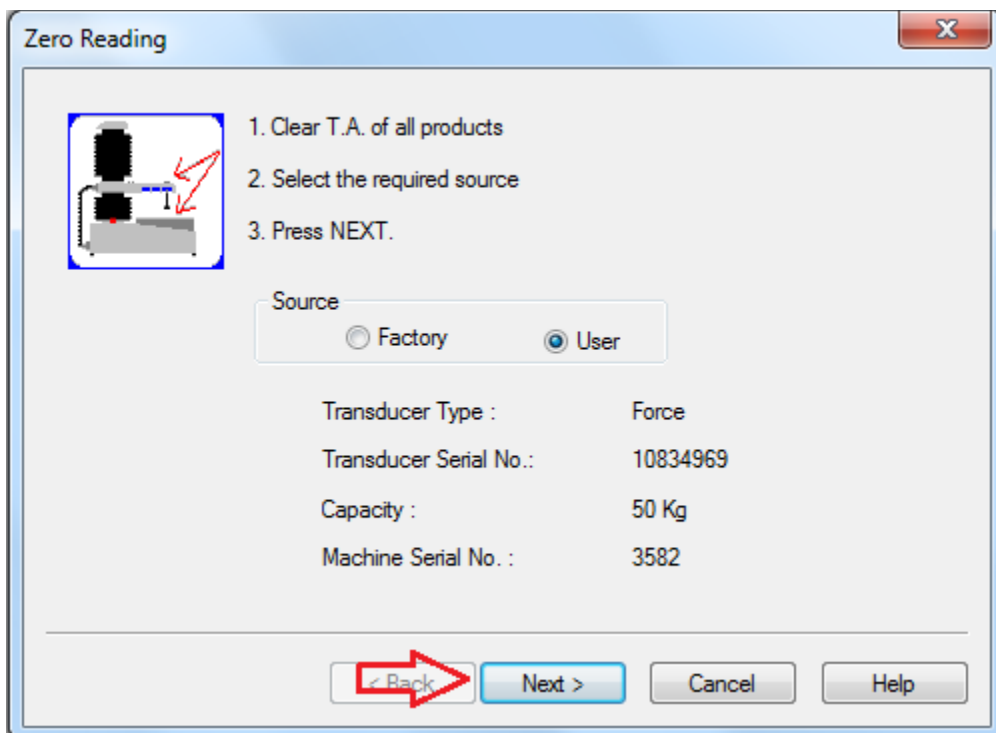 Zero Reading
1. Clear T.A. of all products
2. Select the required source
3. Press NEXT.
Source
Factory User
Transducer Type : Force
Transducer Serial No.: 10834969
Capacity : 50 Kg
Machine Serial No. : 3582
< Back Next > Cancel Help